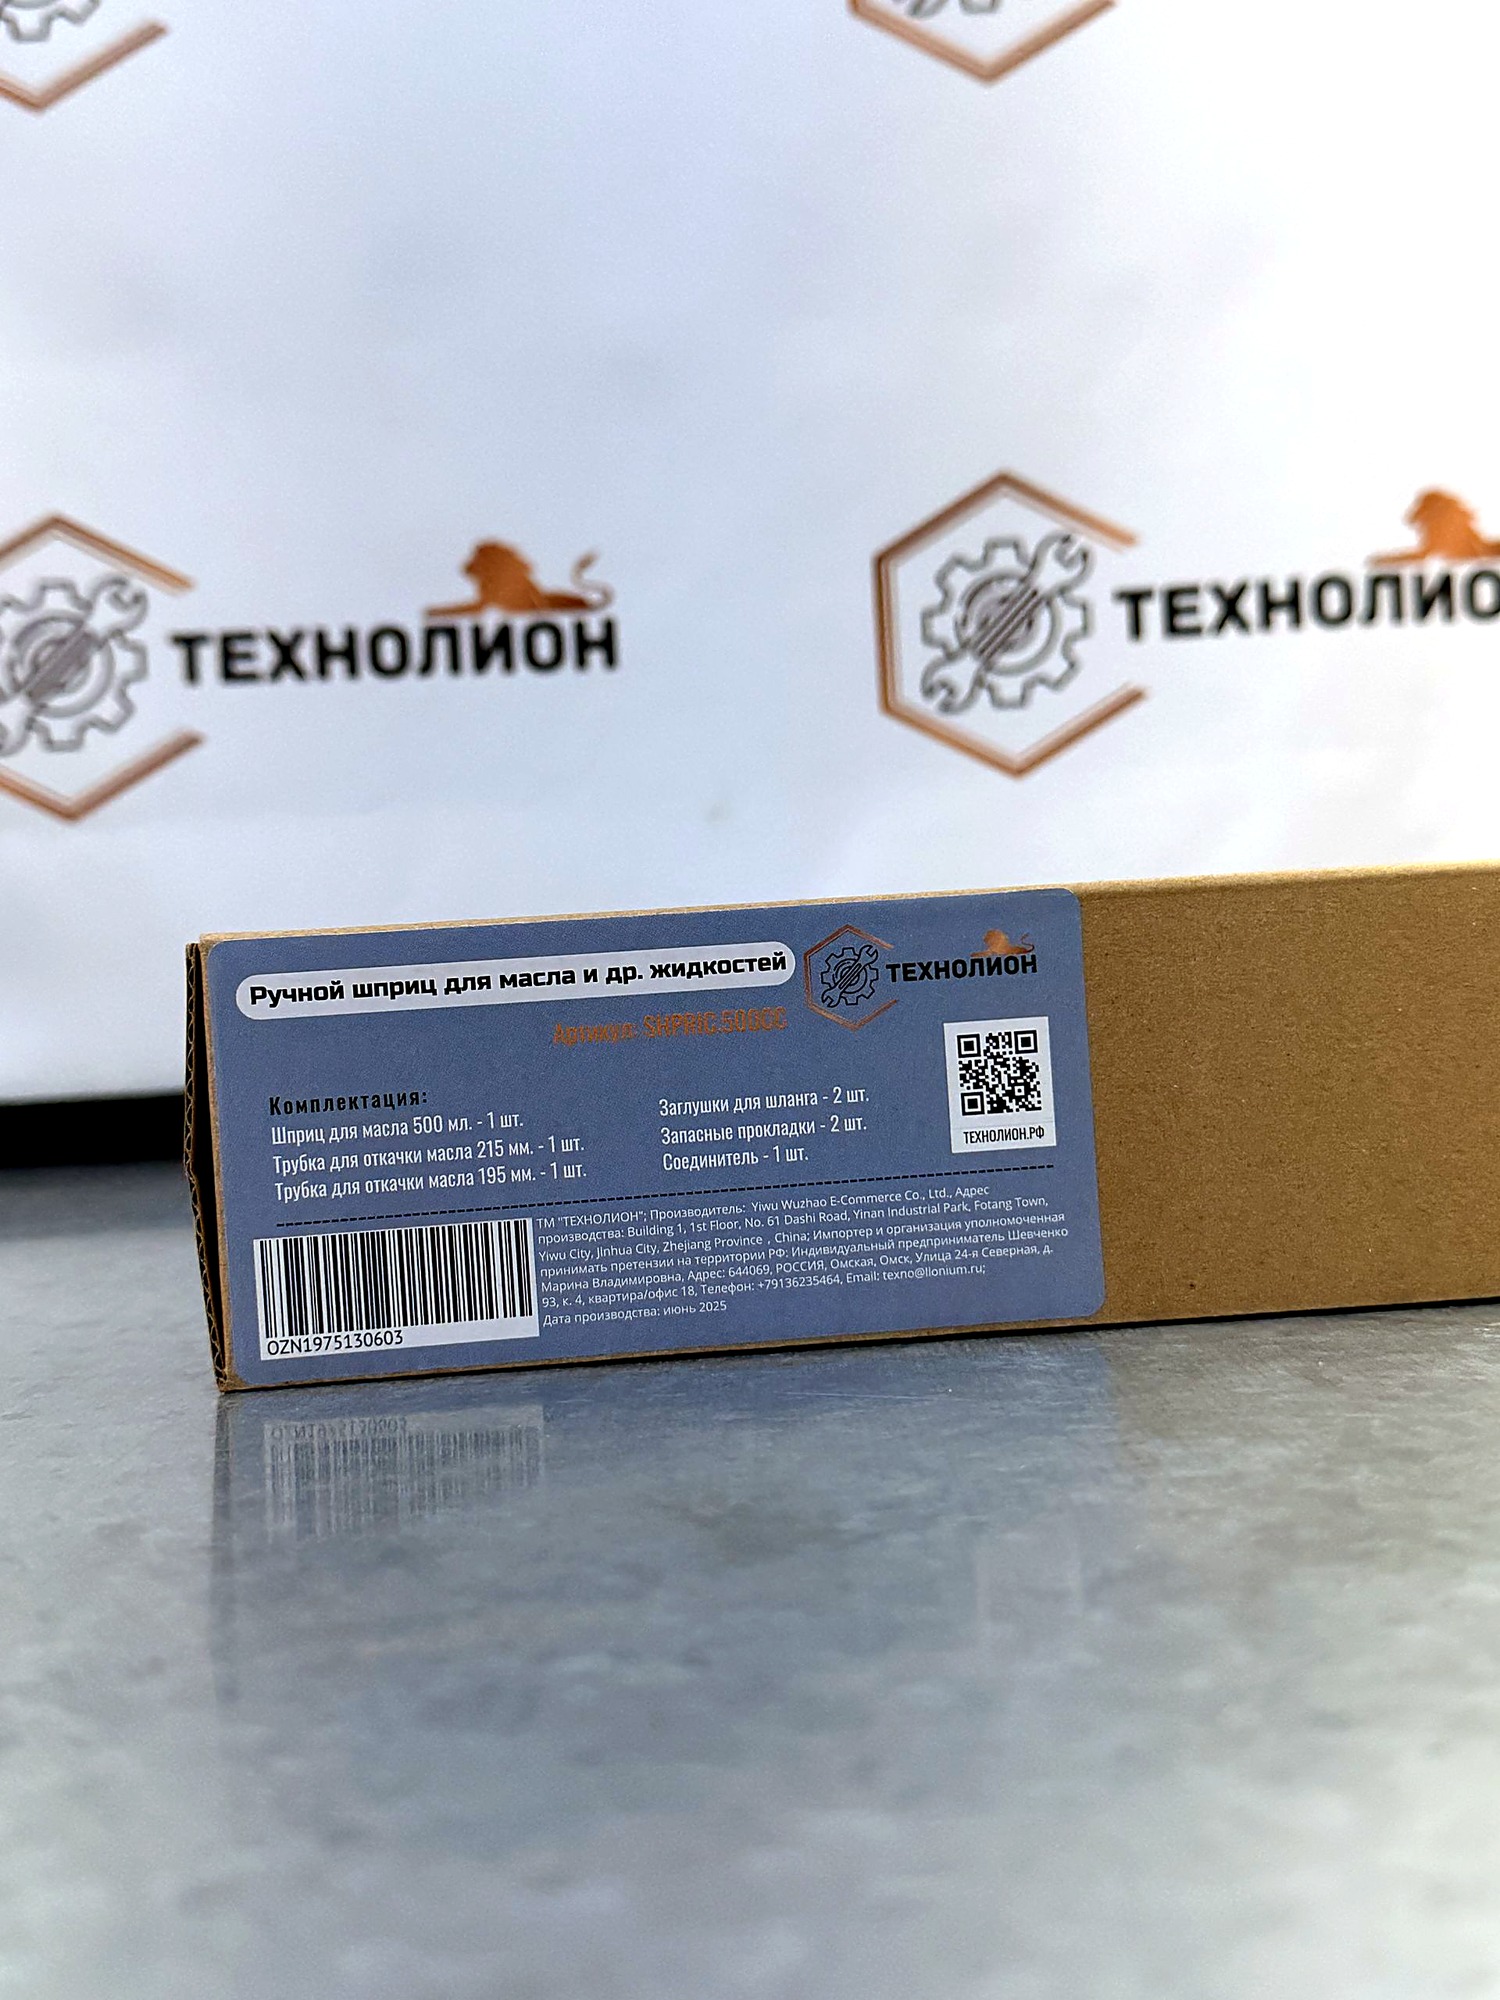 ТЕХНОЛИОН
ТЕХНОЛИО
Ручной шприц для масла и др. жидкостей
ТЕХНОЛИОН
Артикул: SHPRIC.500CC
Комплектация:
Шприц для масла 500 мл. - 1 шт.
Трубка для откачки масла 215 мм. - 1 шт.
Трубка для откачки масла 195 мм. - 1 шт.
Заглушки для шланга - 2 шт.
Запасные прокладки - 2 шт.
Соединитель - 1 шт.
ТЕХНОЛИОН.РФ
ТМ "ТЕХНОЛИОН"; Производитель: Yiwu Wuzhao E-Commerce Co., Ltd., Адрес
производства: Building 1, 1st Floor, No. 61 Dashi Road, Yinan Industrial Park, Fotang Town,
Yiwu City, Jinhua City, Zhejiang Province , China; Импортер и организация уполномоченная
принимать претензии на территории РФ: Индивидуальный предприниматель Шевченко
Марина Владимировна, Адрес: 644069, РОССИЯ, Омская, Омск, Улица 24-я Северная, д.
93, к. 4, квартира/офис 18, Телефон: +79136235464, Email: texno@lionium.ru;
Дата производства: июнь 2025
OZN1975130603